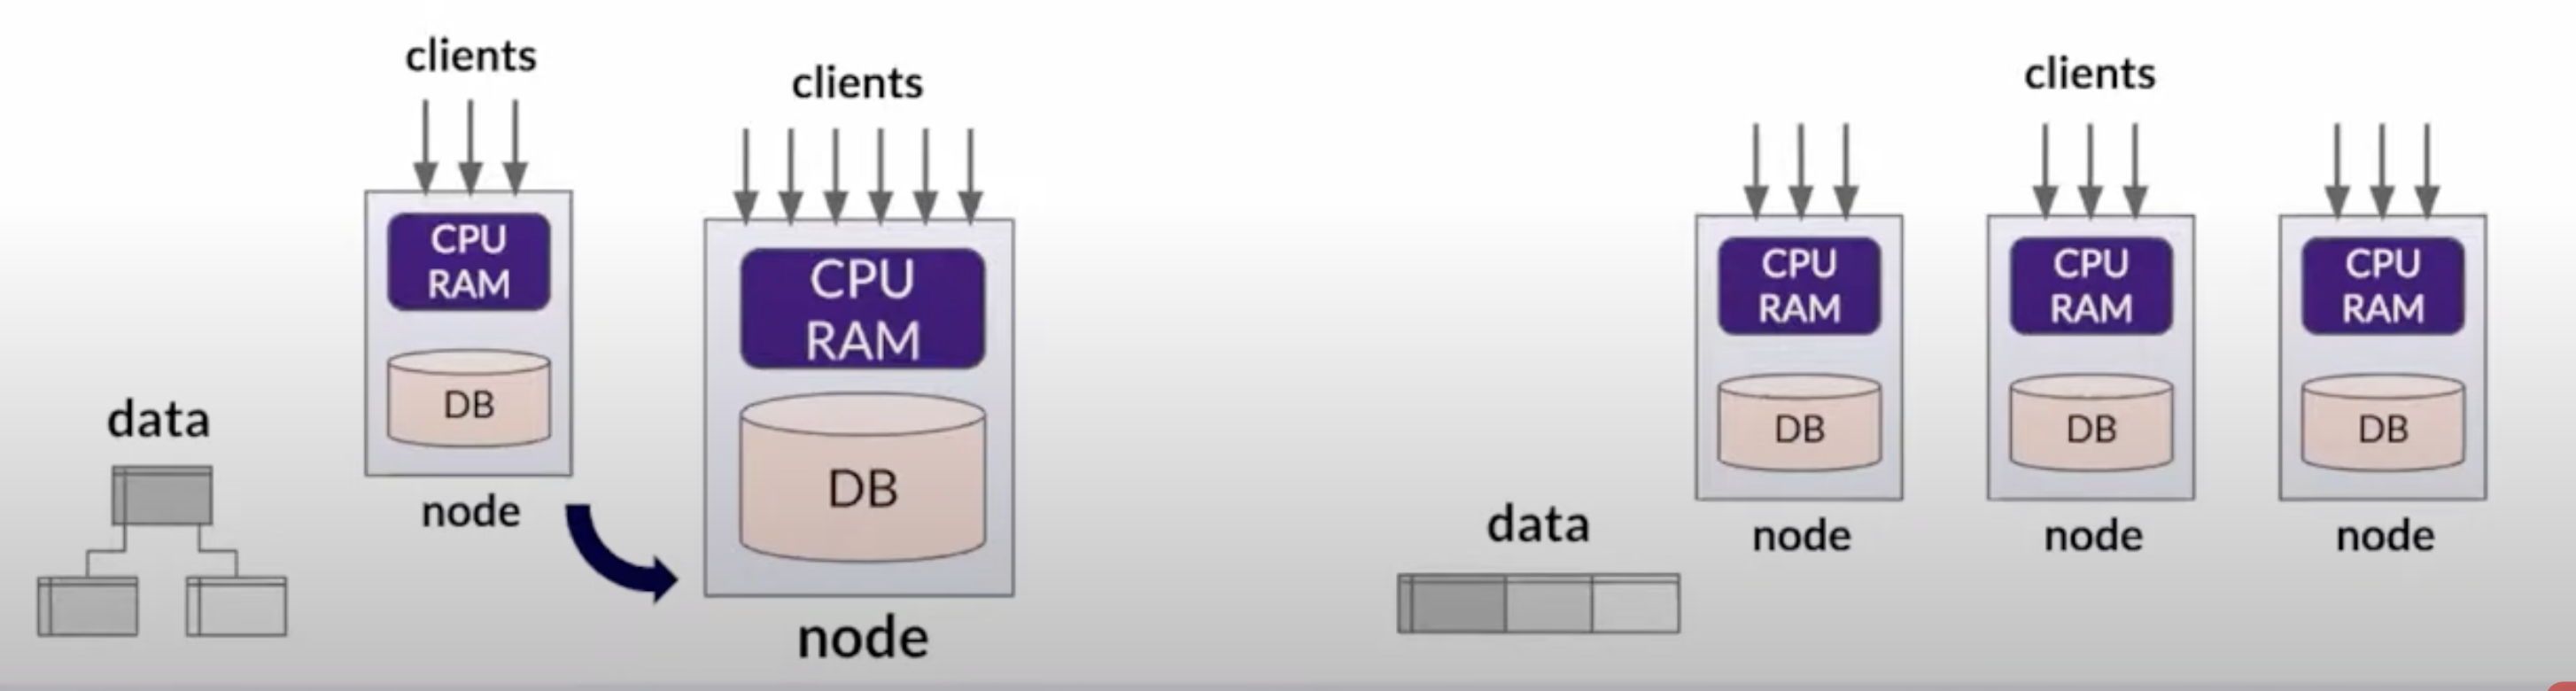 clients
CPU
RAM
DB
node
data
clients
CPU
RAM
DB
node
clients
CPU
RAM
DB
node
CPU
RAM
DB
node
CPU
RAM
DB
node
data